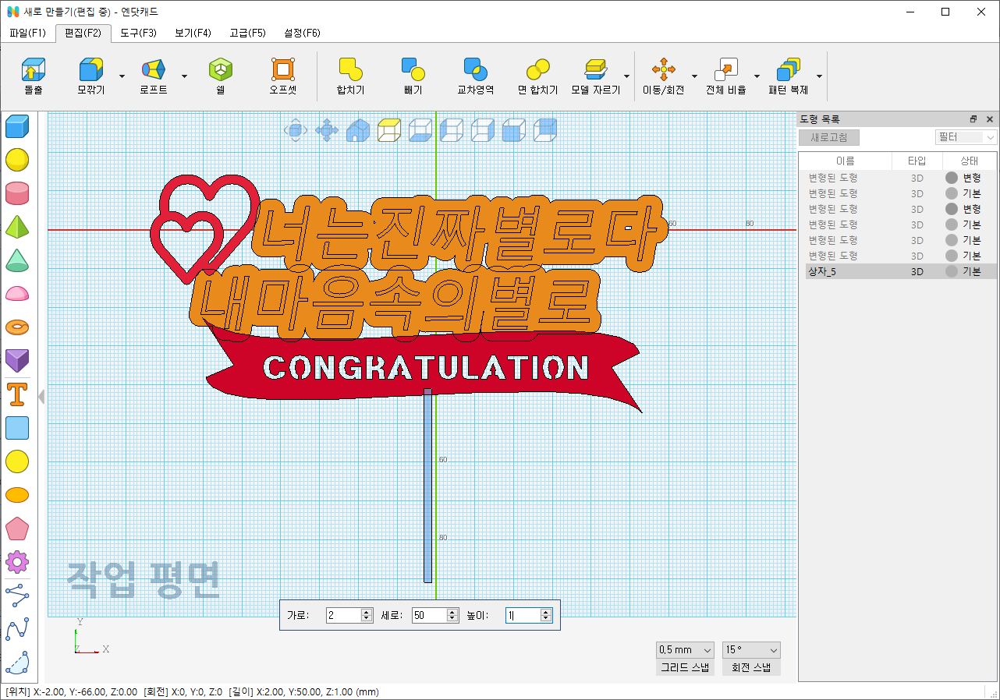 새로 만들기(편집 중) - 엔닷캐드
파일(F1) 편집(F2) 도구(F3) 보기(F4) 고급(F5) 설정(F6)
돌출 모깎기 로프트 쉘 오프셋 합치기 빼기 교차영역 면 합치기 모델 자르기 이동/회전 전체 비율 패턴 복제
도형 목록
새로고침 필터
이름 타입 상태
변형된 도형 3D 변형
변형된 도형 3D 기본
변형된 도형 3D 변형
변형된 도형 3D 기본
변형된 도형 3D 기본
변형된 도형 3D 기본
상자_5 3D 기본
너는진짜별로다
60 80
내마음속의별로
CONGRATULATION
60
80
작업 평면
가로: 2 세로: 50 높이: 1
Y
Z X
0.5 mm 15 °
그리드 스냅 회전 스냅
[위치] X:-2.00, Y:-66.00, Z:0.00 [회전] X:0, Y:0, Z:0 [길이] X:2.00, Y:50.00, Z:1.00 (mm)